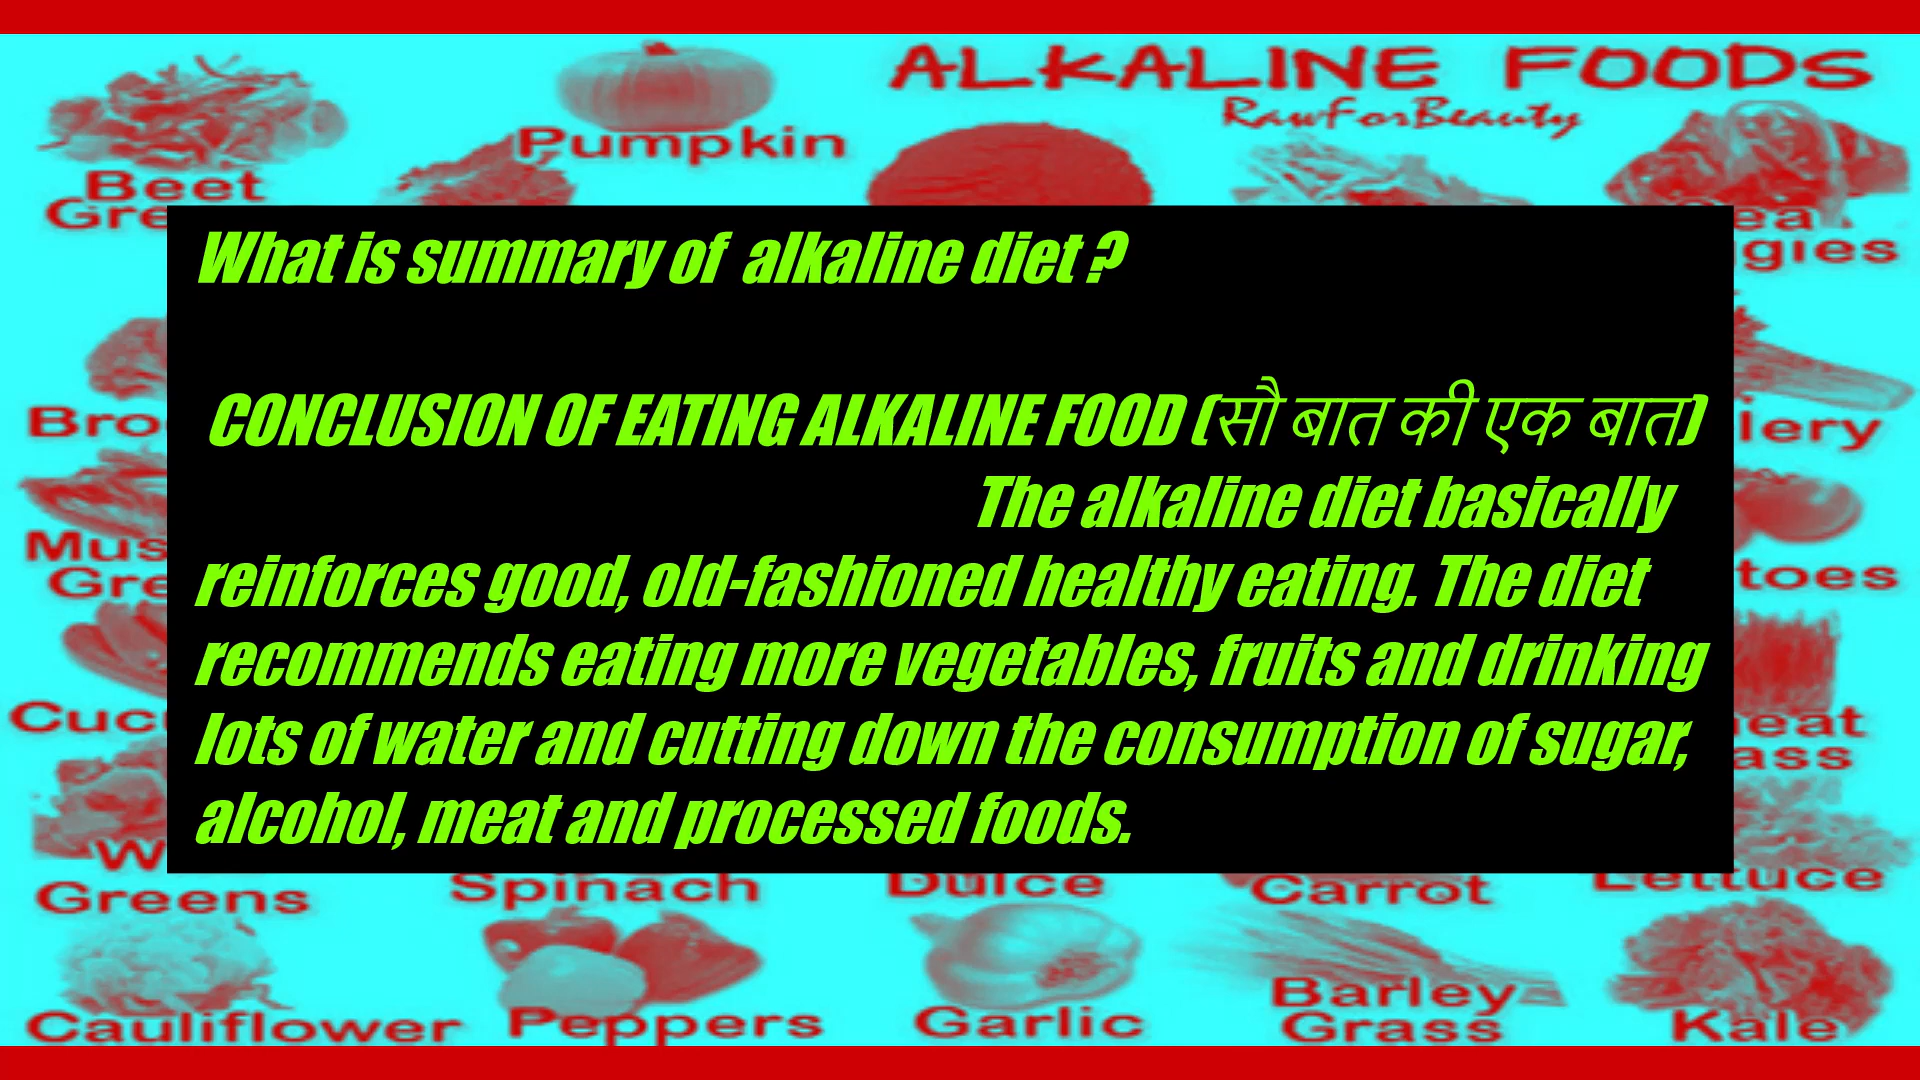 ALKALINE FOODS
RawForBeauty
Pumpkin
Beet
What is summary of alkaline diet ?
CONCLUSION OF EATING ALKALINE FOOD (सौ बात की एक बात)
The alkaline diet basically
reinforces good, old-fashioned healthy eating. The diet
recommends eating more vegetables, fruits and drinking
lots of water and cutting down the consumption of sugar,
alcohol, meat and processed foods.
Greens
Spinach
Dulce
Carrot
Lettuce
Cauliflower
Peppers
Garlic
Barley
Grass
Kale